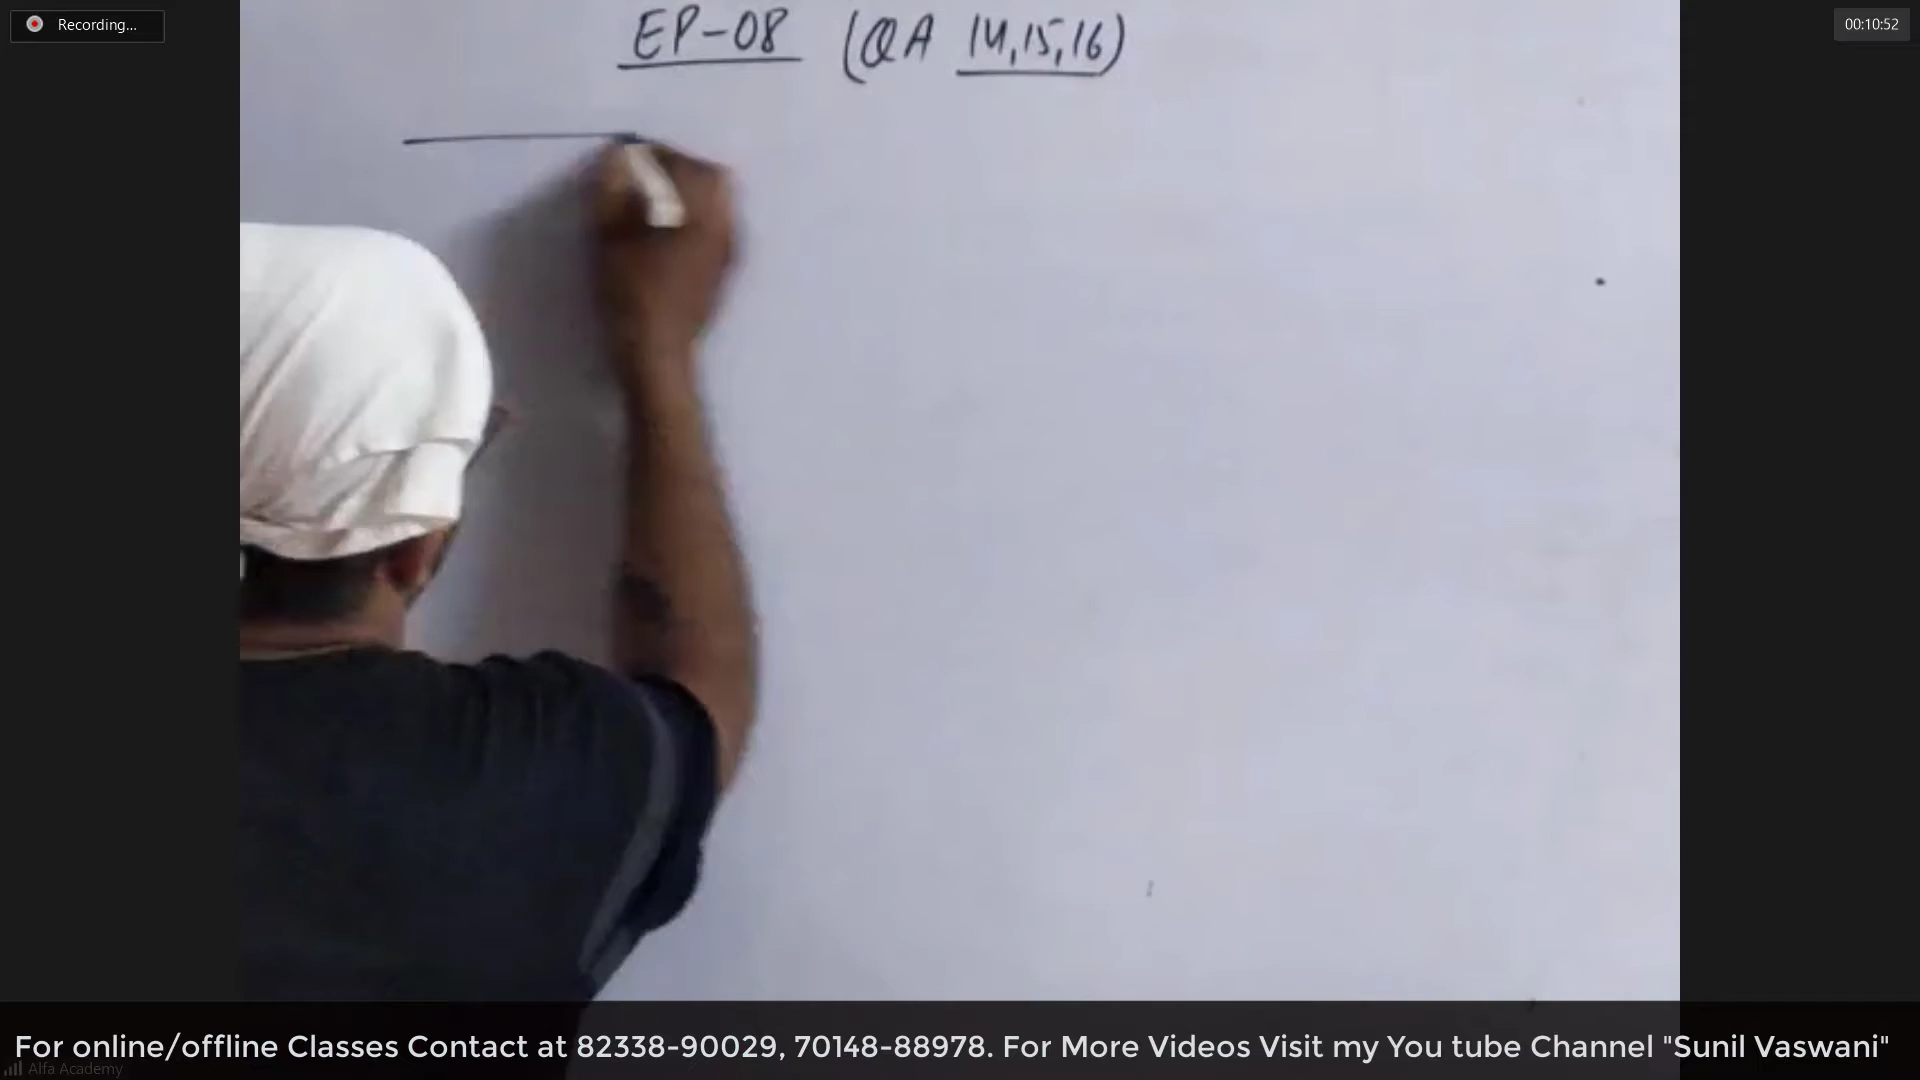 Recording...
00:10:52
EP-08 (QA 14,15,16)
For online/offline Classes Contact at 82338-90029, 70148-88978. For More Videos Visit my You tube Channel "Sunil Vaswani"
Alfa Academy